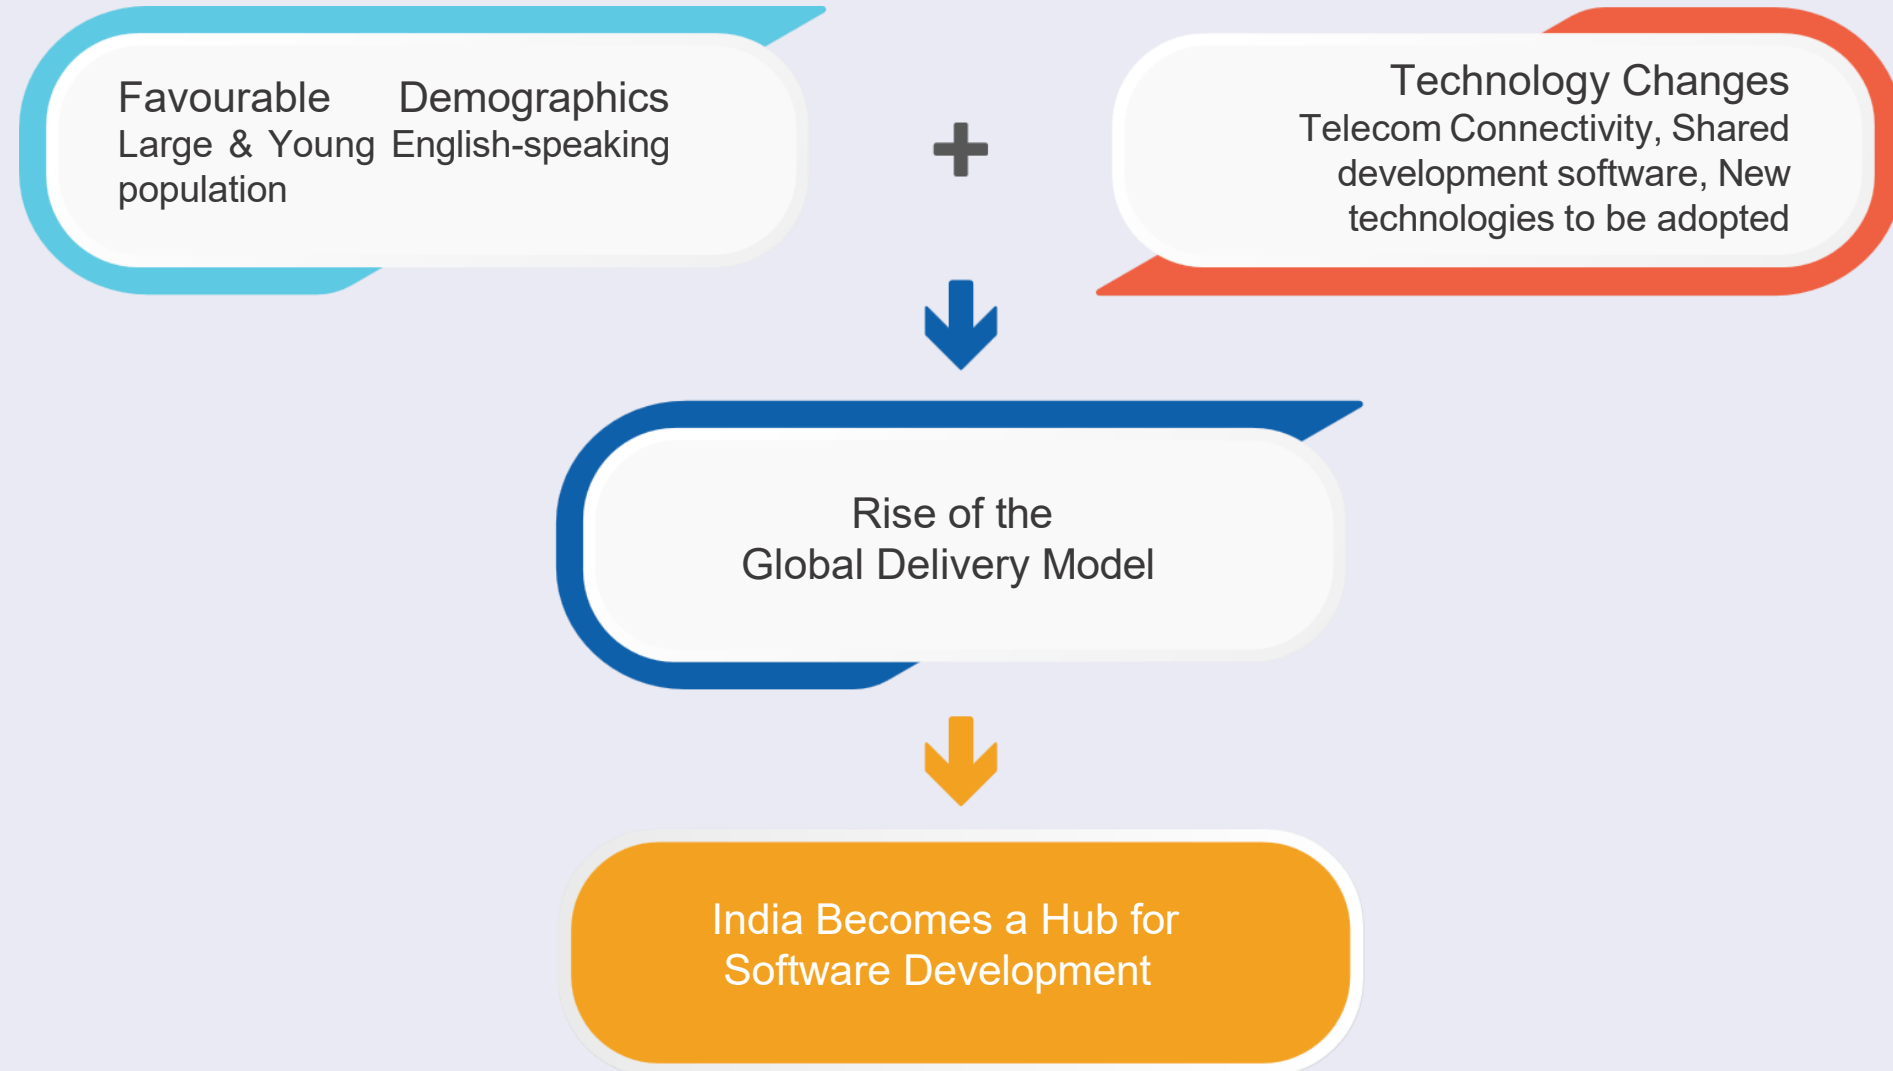 Favourable Demographics
Large & Young English-speaking
population
Technology Changes
Telecom Connectivity, Shared
development software, New
technologies to be adopted
Rise of the
Global Delivery Model
India Becomes a Hub for
Software Development